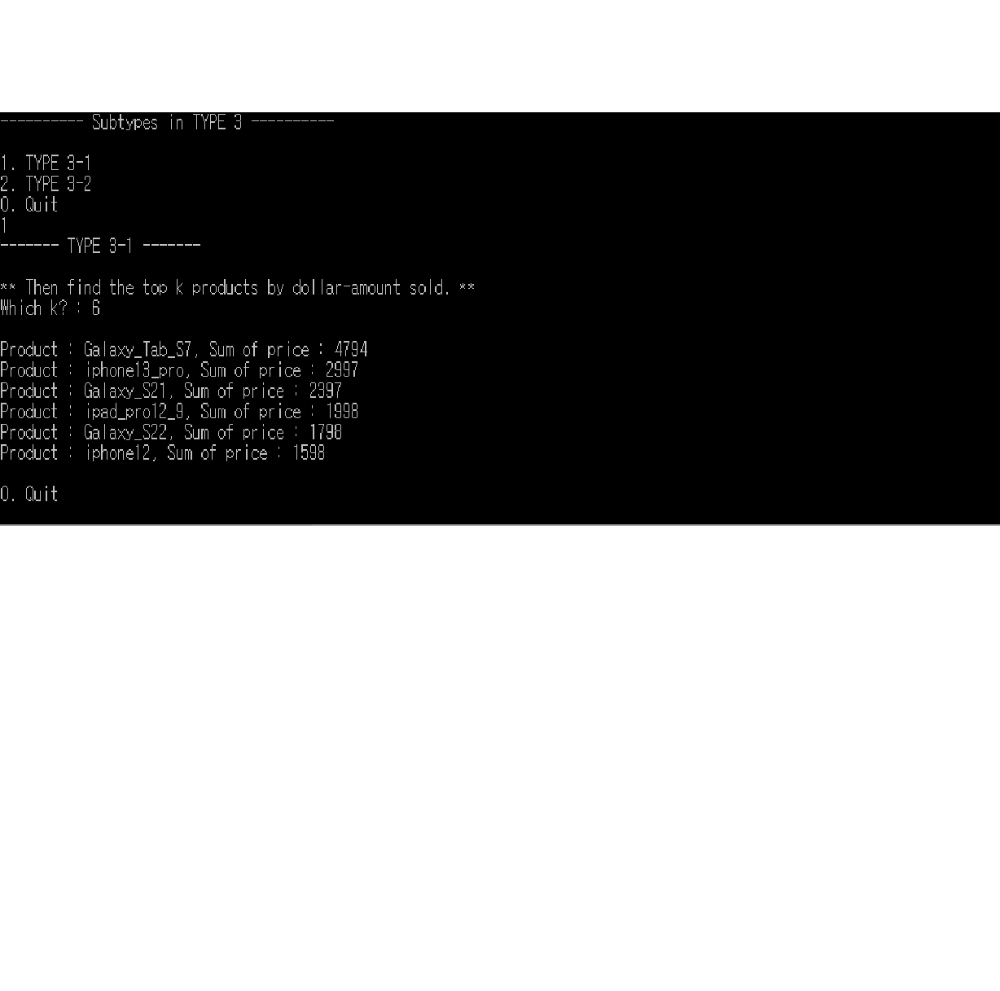 ---------- Subtypes in TYPE 3 ----------
1. TYPE 3-1
2. TYPE 3-2
0. Quit
1
------- TYPE 3-1 -------
** Then find the top k products by dollar-amount sold. **
Which k? : 6
Product : Galaxy_Tab_S7, Sum of price : 4794
Product : iphone13_pro, Sum of price : 2997
Product : Galaxy_S21, Sum of price : 2397
Product : ipad_pro12_9, Sum of price : 1998
Product : Galaxy_S22, Sum of price : 1798
Product : iphone12, Sum of price : 1598
0. Quit